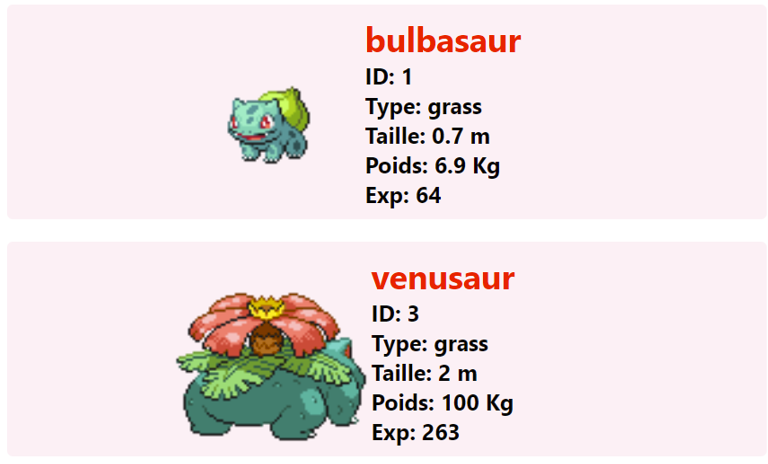 bulbasaur
ID: 1
Type: grass
Taille: 0.7 m
Poids: 6.9 Kg
Exp: 64
venusaur
ID: 3
Type: grass
Taille: 2 m
Poids: 100 Kg
Exp: 263